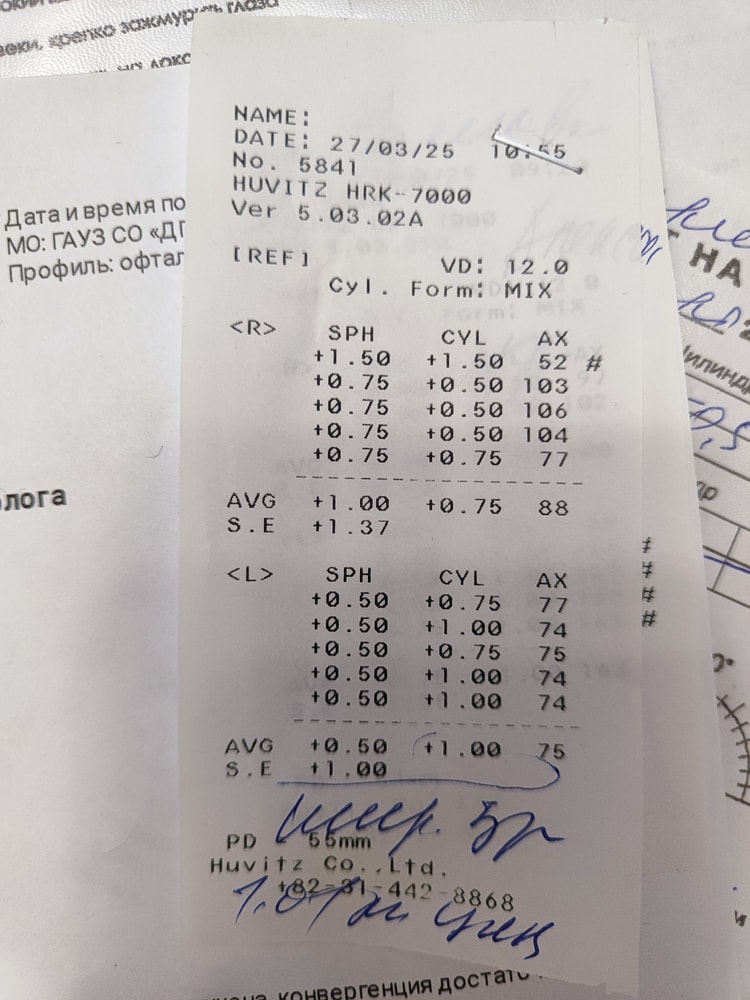 веки, крепко зажмурить глаза
NAME:
DATE: 27/03/25 10:55
No. 5841
HUVITZ HRK-7000
Ver 5.03.02A
Дата и время по
МО: ГАУЗ СО «ДГ
Профиль: офтал
[REF] VD: 12.0
Cyl. Form: MIX
НА
<R> SPH CYL AX
+1.50 +1.50 52 #
+0.75 +0.50 103
+0.75 +0.50 106
+0.75 +0.50 104
+0.75 +0.75 77
AVG +1.00 +0.75 88
S.E +1.37
лога
<L> SPH CYL AX
+0.50 +0.75 77
+0.50 +1.00 74
+0.50 +0.75 75
+0.50 +1.00 74
+0.50 +1.00 74
#
#
#
#
AVG +0.50 +1.00 75
S.E +1.00
PD 55mm
Huvitz Co.,Ltd.
+82-31-442-8868
конвергенция достато